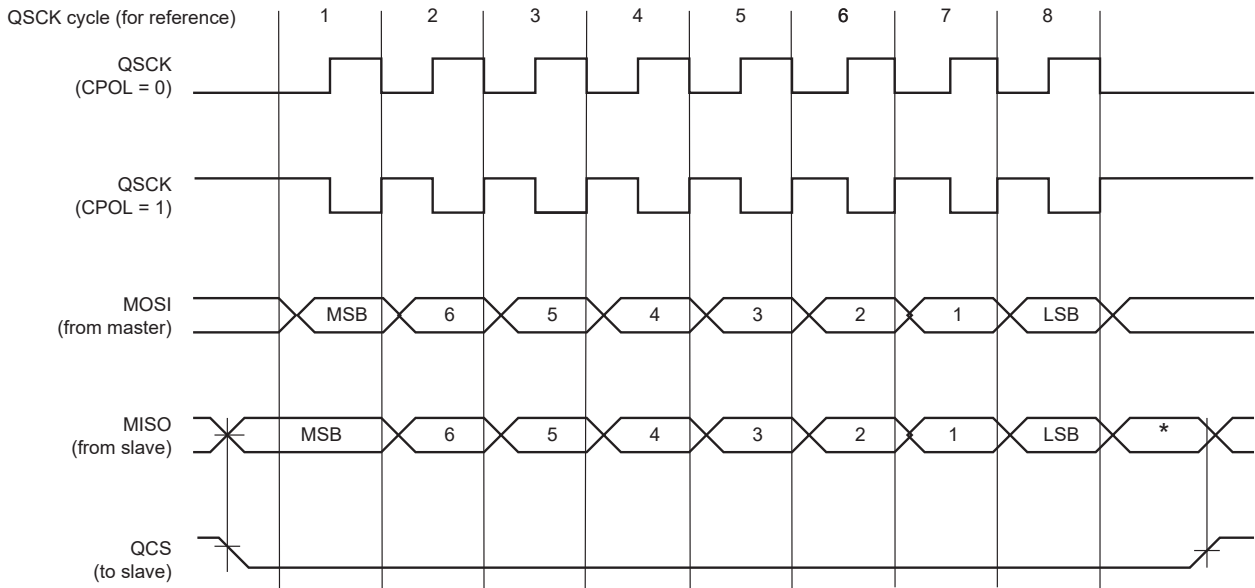 QSCK cycle (for reference) 1 2 3 4 5 6 7 8
QSCK
(CPOL = 0)
QSCK
(CPOL = 1)
MOSI
(from master)
MSB 6 5 4 3 2 1 LSB
MISO
(from slave)
MSB 6 5 4 3 2 1 LSB *
QCS
(to slave)